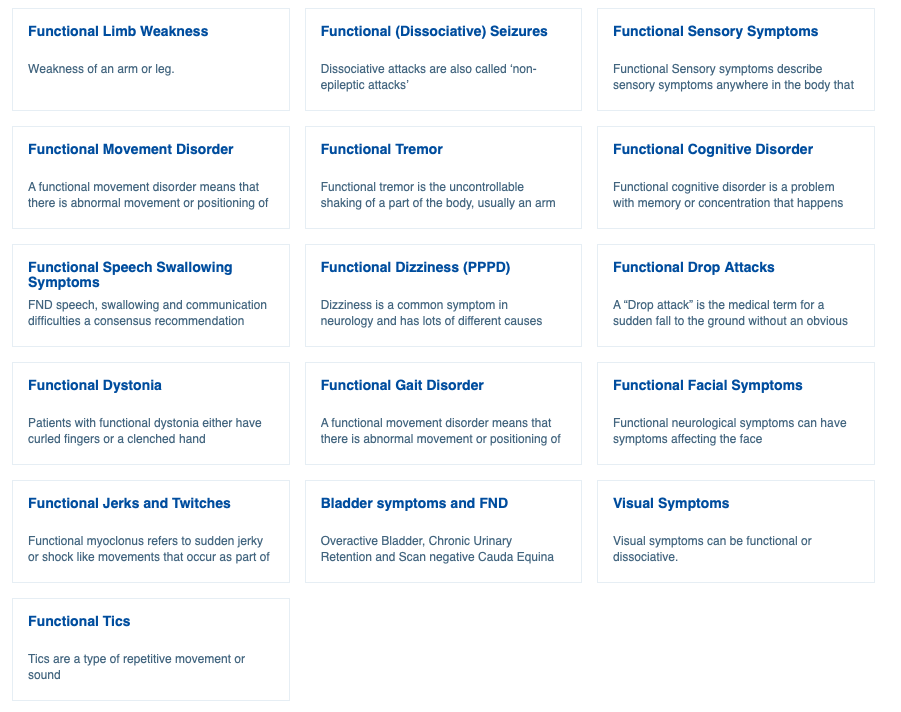 Functional Limb Weakness
Weakness of an arm or leg.
Functional (Dissociative) Seizures
Dissociative attacks are also called ‘non-
epileptic attacks’
Functional Sensory Symptoms
Functional Sensory symptoms describe
sensory symptoms anywhere in the body that
Functional Movement Disorder
A functional movement disorder means that
there is abnormal movement or positioning of
Functional Tremor
Functional tremor is the uncontrollable
shaking of a part of the body, usually an arm
Functional Cognitive Disorder
Functional cognitive disorder is a problem
with memory or concentration that happens
Functional Speech Swallowing
Symptoms
FND speech, swallowing and communication
difficulties a consensus recommendation
Functional Dizziness (PPPD)
Dizziness is a common symptom in
neurology and has lots of different causes
Functional Drop Attacks
A “Drop attack” is the medical term for a
sudden fall to the ground without an obvious
Functional Dystonia
Patients with functional dystonia either have
curled fingers or a clenched hand
Functional Gait Disorder
A functional movement disorder means that
there is abnormal movement or positioning of
Functional Facial Symptoms
Functional neurological symptoms can have
symptoms affecting the face
Functional Jerks and Twitches
Functional myoclonus refers to sudden jerky
or shock like movements that occur as part of
Bladder symptoms and FND
Overactive Bladder, Chronic Urinary
Retention and Scan negative Cauda Equina
Visual Symptoms
Visual symptoms can be functional or
dissociative.
Functional Tics
Tics are a type of repetitive movement or
sound